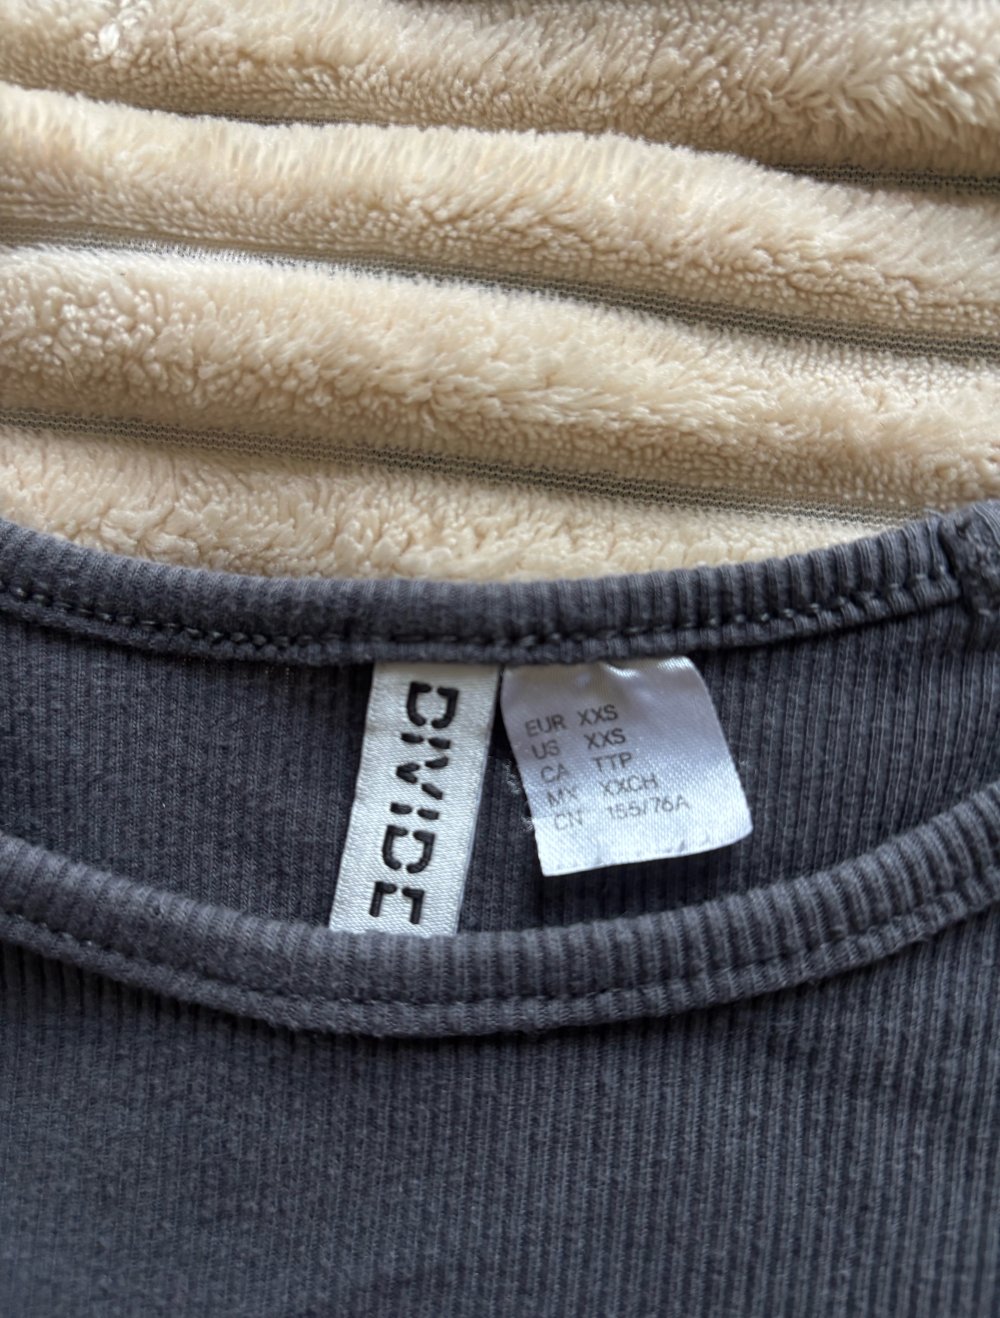 DIVIDE
EUR XXS
US XXS
CA TTP
MX XXCH
CN 155/76A